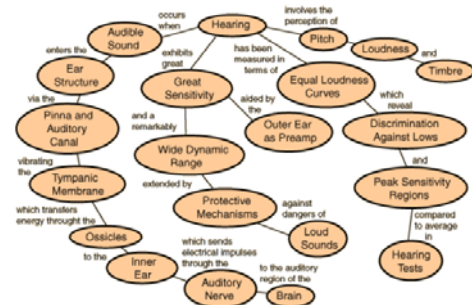 Hearing
occurs
when
Audible
Sound
enters the
Ear
Structure
via the
Pinna and
Auditory
Canal
vibrating
the
Tympanic
Membrane
which transfers
energy throught the
Ossicles
to the
Inner
Ear
which sends
electrical impulses
through the
Auditory
Nerve
to the auditory
region of the
Brain
exhibits
great
Great
Sensitivity
and a
remarkably
Wide Dynamic
Range
extended by
Protective
Mechanisms
against
dangers of
Loud
Sounds
aided by
the
Outer Ear
as Preamp
has been
measured in
terms of
Equal Loudness
Curves
which
reveal
Discrimination
Against Lows
and
Peak Sensitivity
Regions
compared
to average
in
Hearing
Tests
involves the
perception of
Pitch
Loudness
and
Timbre